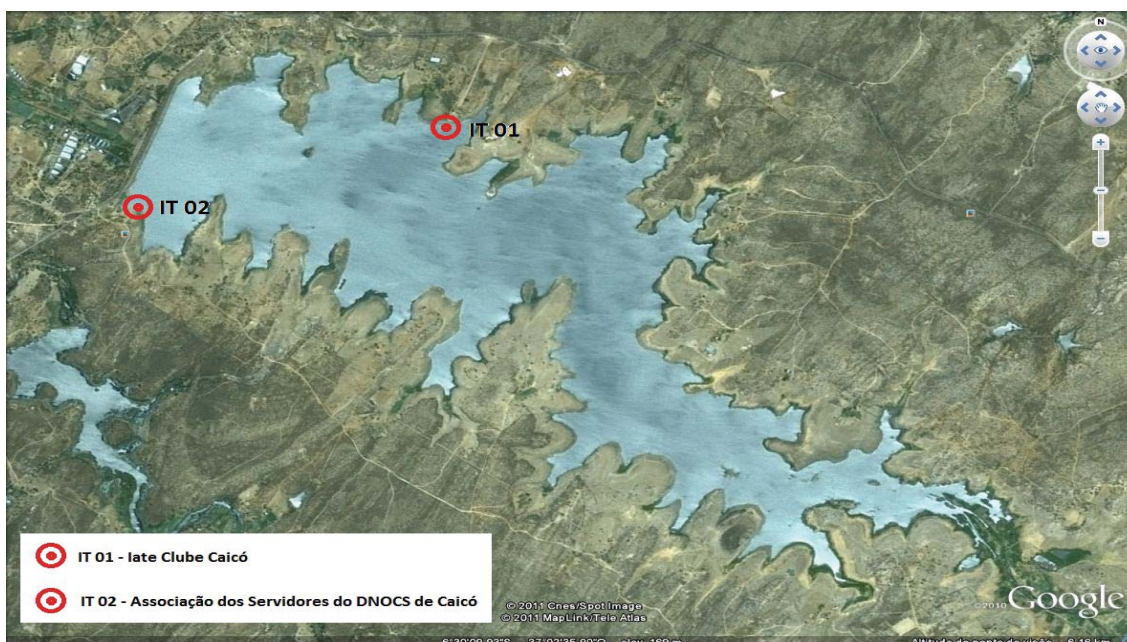 N
IT 01
IT 02
IT 01 - Iate Clube Caicó
IT 02 - Associação dos Servidores do DNOCS de Caicó
© 2011 Cnes/Spot Image
© 2011 MapLink/Tele Atlas
©2010 Google